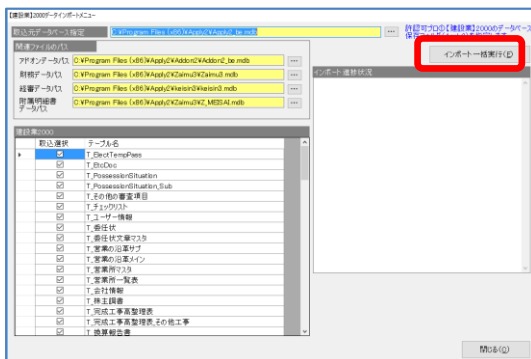 【建設業】2000データインポートメニュー
取込元データベース指定 C:¥Program Files (x86)¥Apply2¥Apply2_be.mdb ... 許認可プロの【建設業】2000のデータベース
関連ファイルのパス
アドオンデータパス C:¥Program Files (x86)¥Apply2¥Addon2¥Addon2_be.mdb ...
財務データパス C:¥Program Files (x86)¥Apply2¥Zaimu3¥Zaimu.mdb ...
経審データパス C:¥Program Files (x86)¥Apply2¥keisin3¥keisin3.mdb ...
附属明細書
データパス C:¥Program Files (x86)¥Apply2¥Zaimu3¥Z_MEISAI.mdb ...
インポート一括実行(P)
インポート進捗状況
建設業2000
取込選択 テーブル名
T_ElectTempPass
T_EtcDoc
T_PossessionSituation
T_PossessionSituation_Sub
T_その他の審査項目
T_チェックリスト
T_ユーザー情報
T_委任状
T_委任状文章マスタ
T_営業の沿革サブ
T_営業の沿革メイン
T_営業所マスタ
T_営業所一覧表
T_会社情報
T_株主調書
T_完成工事高整理表
T_完成工事高整理表_その他工事
T_換算報告書
閉じる(Q)